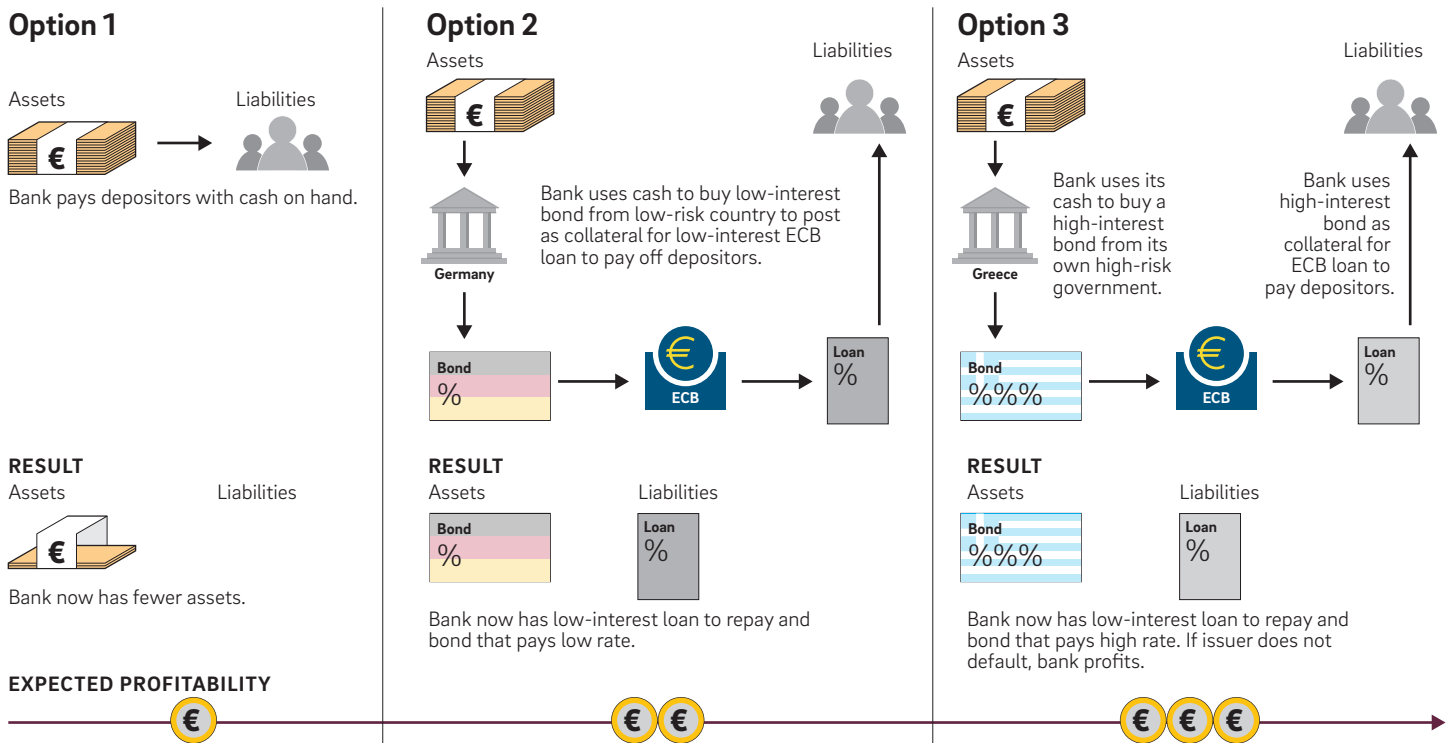 Option 1
Assets
Liabilities
€
Bank pays depositors with cash on hand.
RESULT
Assets
Liabilities
€
Bank now has fewer assets.
Option 2
Assets
Liabilities
€
Germany
Bank uses cash to buy low-interest
bond from low-risk country to post
as collateral for low-interest ECB
loan to pay off depositors.
Bond
%
€
ECB
Loan
%
RESULT
Assets
Liabilities
Bond
%
Loan
%
Bank now has low-interest loan to repay and
bond that pays low rate.
Option 3
Assets
Liabilities
€
Greece
Bank uses its
cash to buy a
high-interest
bond from its
own high-risk
government.
Bank uses
high-interest
bond as
collateral for
ECB loan to
pay depositors.
Bond
%%%
€
ECB
Loan
%
RESULT
Assets
Liabilities
Bond
%%%
Loan
%
Bank now has low-interest loan to repay and
bond that pays high rate. If issuer does not
default, bank profits.
EXPECTED PROFITABILITY
€
€ €
€ € €